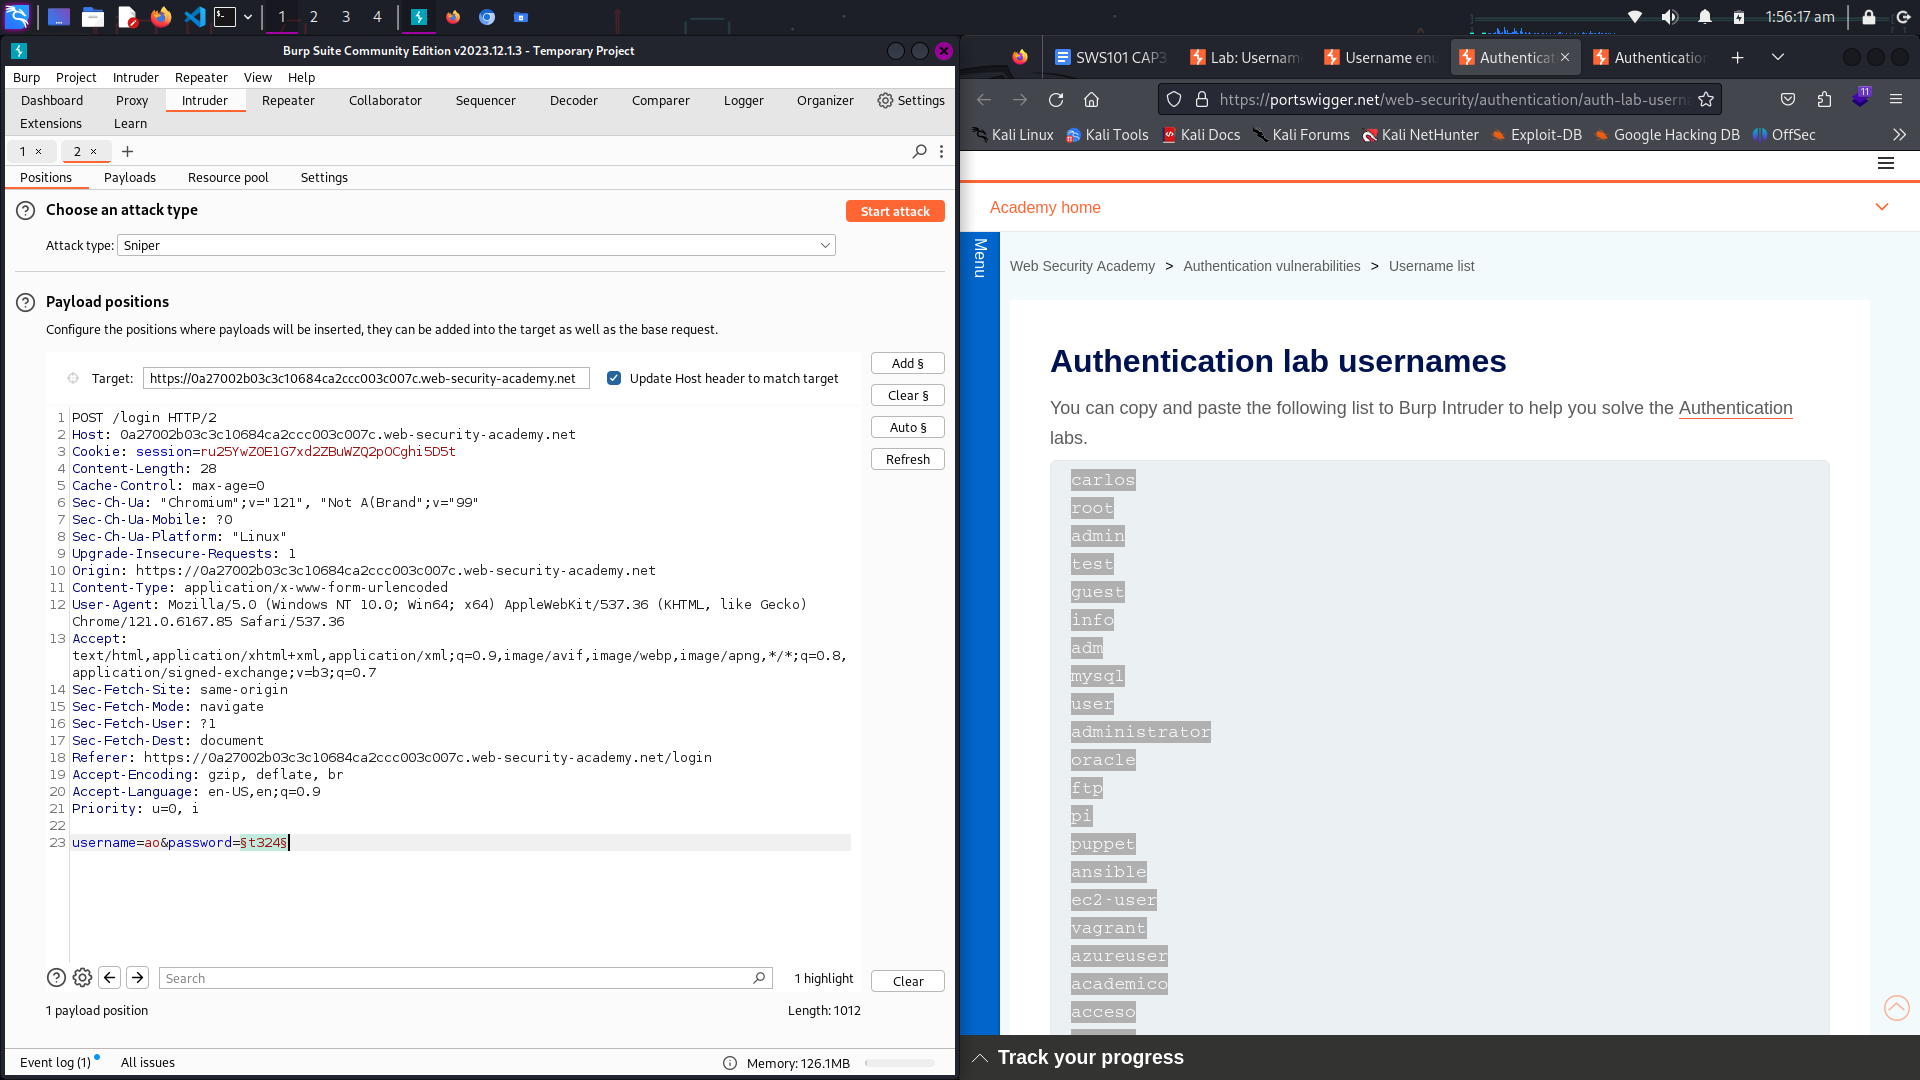 1 2 3 4
1:56:17 am
Burp Suite Community Edition v2023.12.1.3 - Temporary Project
Burp Project Intruder Repeater View Help
Dashboard Proxy Intruder Repeater Collaborator Sequencer Decoder Comparer Logger Organizer Settings
Extensions Learn
1 × 2 × +
Positions Payloads Resource pool Settings
Choose an attack type
Start attack
Attack type: Sniper
Payload positions
Configure the positions where payloads will be inserted, they can be added into the target as well as the base request.
Target: https://0a27002b03c3c10684ca2ccc003c007c.web-security-academy.net Update Host header to match target
Add §
Clear §
Auto §
Refresh
1 POST /login HTTP/2
2 Host: 0a27002b03c3c10684ca2ccc003c007c.web-security-academy.net
3 Cookie: session=ru25YwZ0ElG7xd2ZBuWZQ2pOCghi5D5t
4 Content-Length: 28
5 Cache-Control: max-age=0
6 Sec-Ch-Ua: "Chromium";v="121", "Not A(Brand";v="99"
7 Sec-Ch-Ua-Mobile: ?0
8 Sec-Ch-Ua-Platform: "Linux"
9 Upgrade-Insecure-Requests: 1
10 Origin: https://0a27002b03c3c10684ca2ccc003c007c.web-security-academy.net
11 Content-Type: application/x-www-form-urlencoded
12 User-Agent: Mozilla/5.0 (Windows NT 10.0; Win64; x64) AppleWebKit/537.36 (KHTML, like Gecko)
Chrome/121.0.6167.85 Safari/537.36
13 Accept:
text/html,application/xhtml+xml,application/xml;q=0.9,image/avif,image/webp,image/apng,*/*;q=0.8,
application/signed-exchange;v=b3;q=0.7
14 Sec-Fetch-Site: same-origin
15 Sec-Fetch-Mode: navigate
16 Sec-Fetch-User: ?1
17 Sec-Fetch-Dest: document
18 Referer: https://0a27002b03c3c10684ca2ccc003c007c.web-security-academy.net/login
19 Accept-Encoding: gzip, deflate, br
20 Accept-Language: en-US,en;q=0.9
21 Priority: u=0, i
22
23 username=ao&password=§t324§
Search
1 highlight
Clear
1 payload position
Length: 1012
Event log (1) All issues
Memory: 126.1MB
SWS101 CAP3 Lab: Usernam Username en Authenticat × Authentication +
https://portswigger.net/web-security/authentication/auth-lab-usern
11
Kali Linux Kali Tools Kali Docs Kali Forums Kali NetHunter Exploit-DB Google Hacking DB OffSec
Academy home
Menu
Web Security Academy > Authentication vulnerabilities > Username list
Authentication lab usernames
You can copy and paste the following list to Burp Intruder to help you solve the Authentication
labs.
carlos
root
admin
test
guest
info
adm
mysql
user
administrator
oracle
ftp
pi
puppet
ansible
ec2-user
vagrant
azureuser
academico
acceso
Track your progress